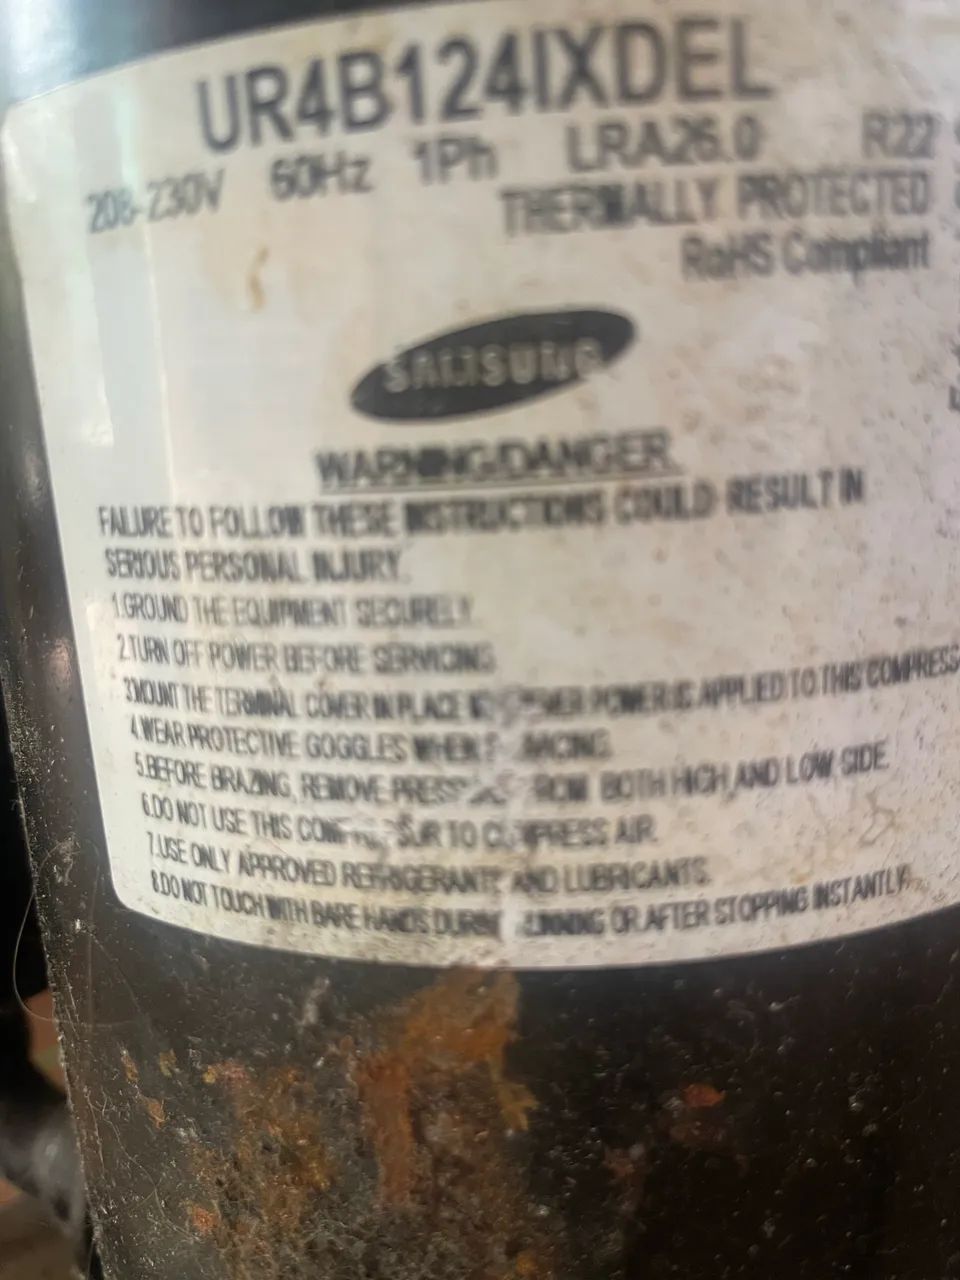 UR4B124IXDEL
208-230V 60Hz 1Ph LRA26.0 R22
THERMALLY PROTECTED
RoHS Compliant
SAMSUNG
WARNING/DANGER
FAILURE TO FOLLOW THESE INSTRUCTIONS COULD RESULT IN
SERIOUS PERSONAL INJURY.
1.GROUND THE EQUIPMENT SECURELY.
2.TURN OFF POWER BEFORE SERVICING.
3.MOUNT THE TERMINAL COVER IN PLACE POWER IS APPLIED TO THIS COMPRESS
4.WEAR PROTECTIVE GOGGLES WHEN
5.BEFORE BRAZING, REMOVE FROM BOTH HIGH AND LOW SIDE.
6.DO NOT USE THIS TO COMPRESS AIR.
7.USE ONLY APPROVED REFRIGERANTS AND LUBRICANTS.
8.DO NOT TOUCH WITH BARE HANDS DURING RUNNING OR AFTER STOPPING INSTANTLY.